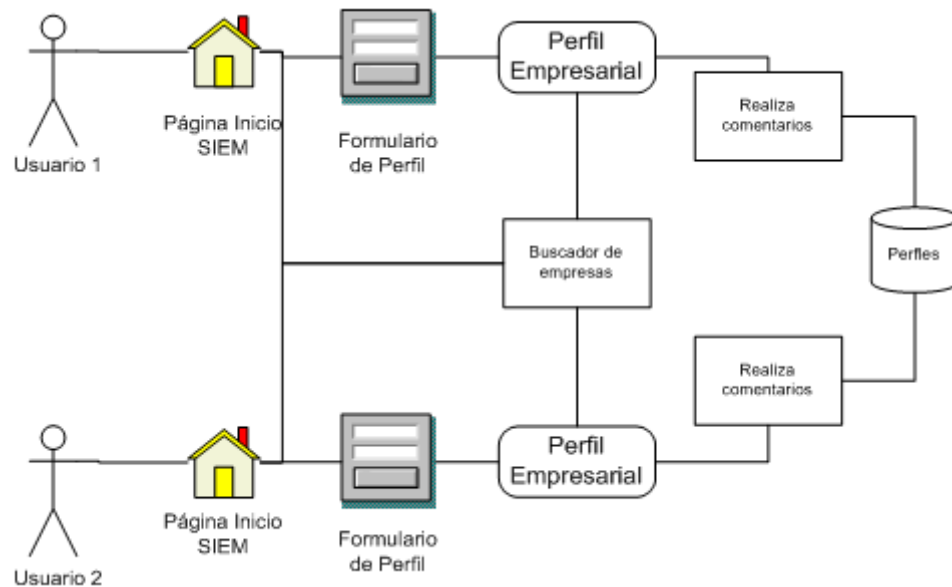 Perfil
Empresarial
Realiza
comentarios
Página Inicio
SIEM
Formulario
de Perfil
Usuario 1
Buscador de
empresas
Perfles
Realiza
comentarios
Perfil
Empresarial
Página Inicio
SIEM
Formulario
de Perfil
Usuario 2